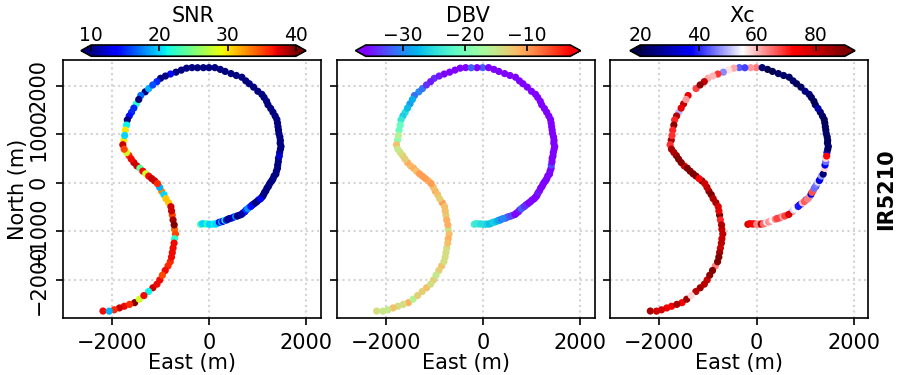 SNR
DBV
Xc
10 20 30 40
−30 −20 −10
20 40 60 80
North (m)
2000
1000
0
−1000
−2000
−2000 0 2000
−2000 0 2000
−2000 0 2000
East (m)
East (m)
East (m)
IR5210